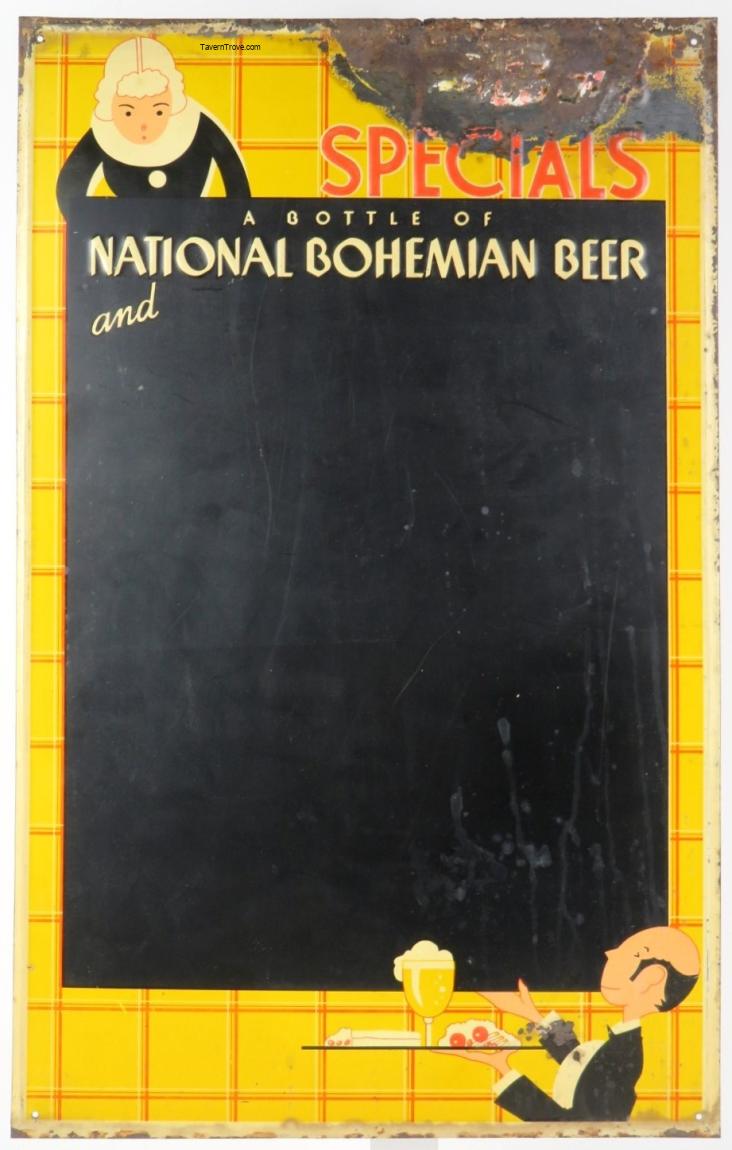 TavernTrove.com
SPECIALS
A BOTTLE OF
NATIONAL BOHEMIAN BEER
and